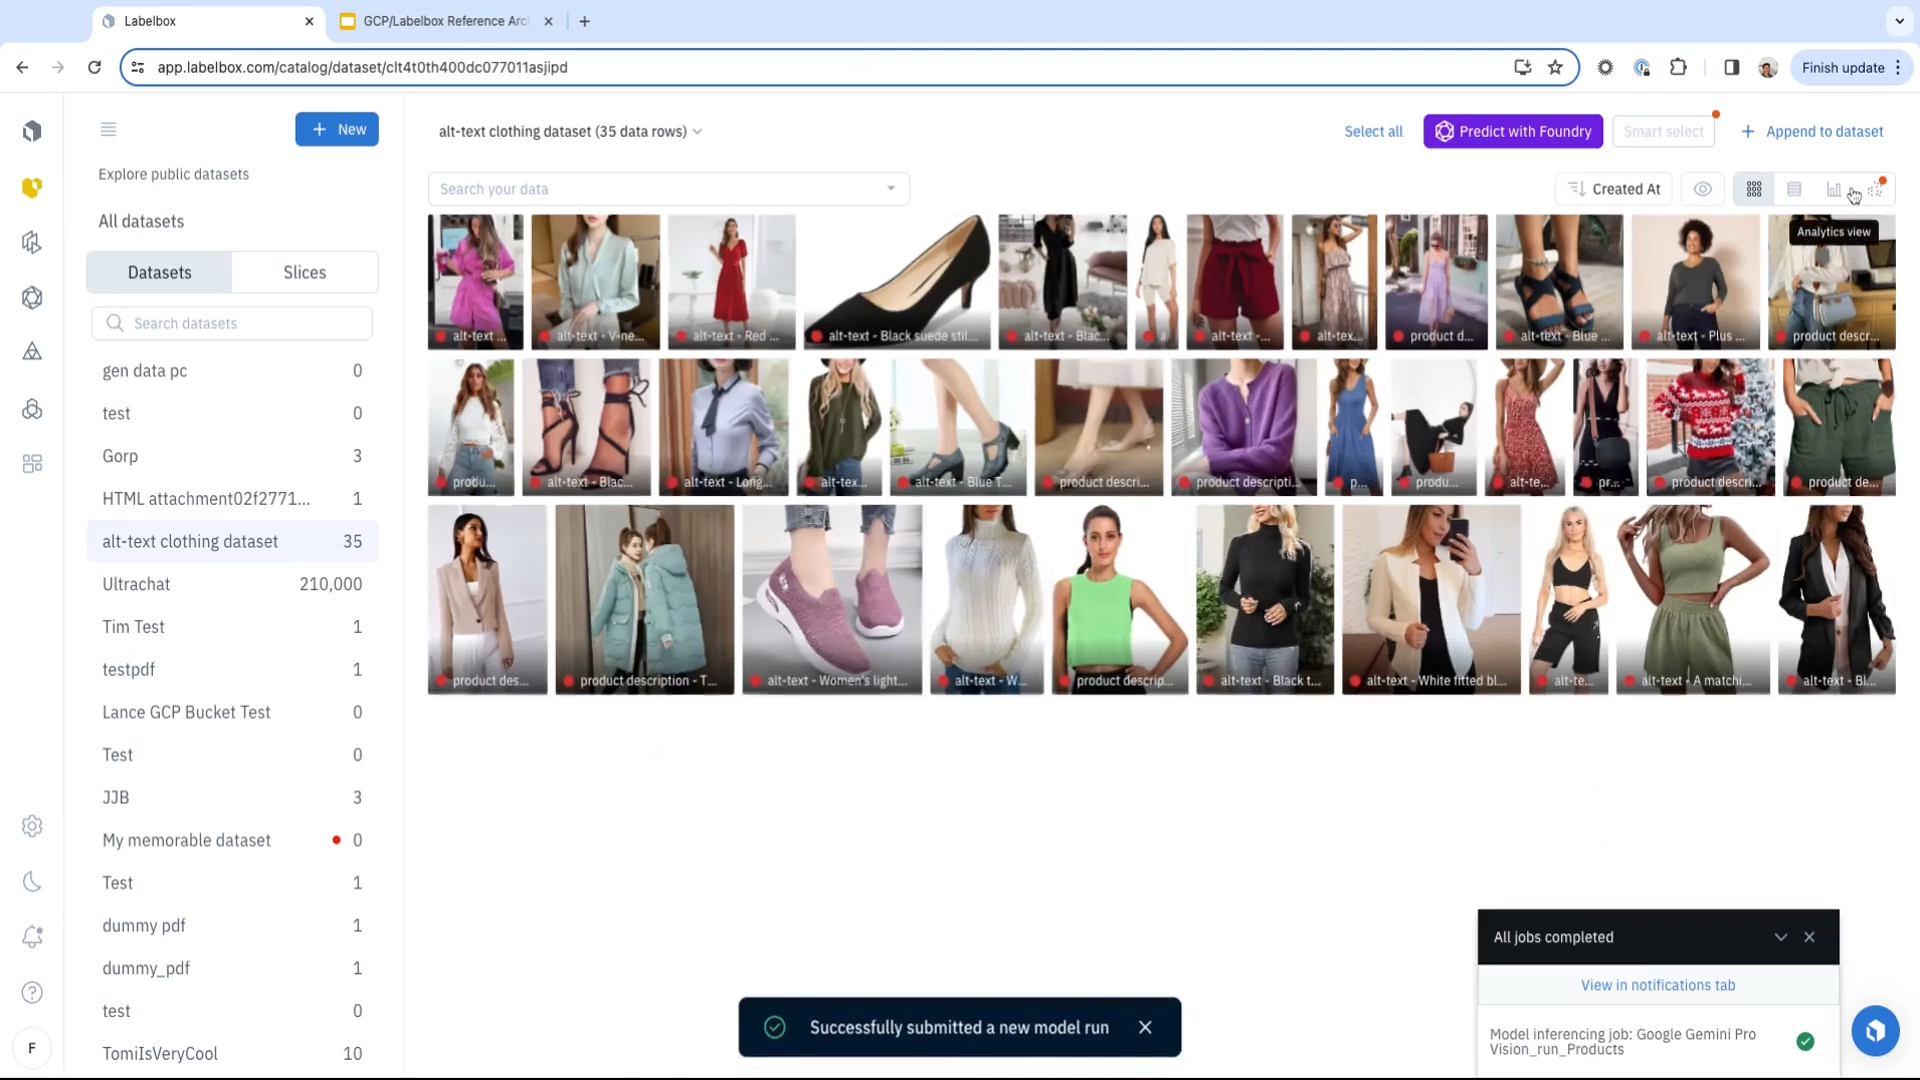 Labelbox
GCP/Labelbox Reference Arc
app.labelbox.com/catalog/dataset/clt4t0th400dc077011asjipd
Finish update
New
Explore public datasets
All datasets
Datasets
Slices
Search datasets
gen data pc 0
test 0
Gorp 3
HTML attachment02f2771... 1
alt-text clothing dataset 35
Ultrachat 210,000
Tim Test 1
testpdf 1
Lance GCP Bucket Test 0
Test 0
JJB 3
My memorable dataset 0
Test 1
dummy pdf 1
dummy_pdf 1
test 0
TomiIsVeryCool 10
F
alt-text clothing dataset (35 data rows)
Select all
Predict with Foundry
Smart select
Append to dataset
Search your data
Created At
Analytics view
alt-text ...
alt-text - V-ne...
alt-text - Red ...
alt-text - Black suede stil...
alt-text - Blac...
a
alt-text -...
alt-tex...
product d...
alt-text - Blue ...
alt-text - Plus ...
product descr...
produ...
alt-text - Blac...
alt-text - Long...
alt-tex...
alt-text - Blue T...
product descri...
product descripti...
p...
produ...
alt-te...
pr...
product descri...
product de...
product des...
product description - T...
alt-text - Women's light...
alt-text - W...
product descrip...
alt-text - Black t...
alt-text - White fitted bl...
alt-te...
alt-text - A matchi...
alt-text - Bl...
All jobs completed
View in notifications tab
Model inferencing job: Google Gemini Pro
Vision_run_Products
Successfully submitted a new model run